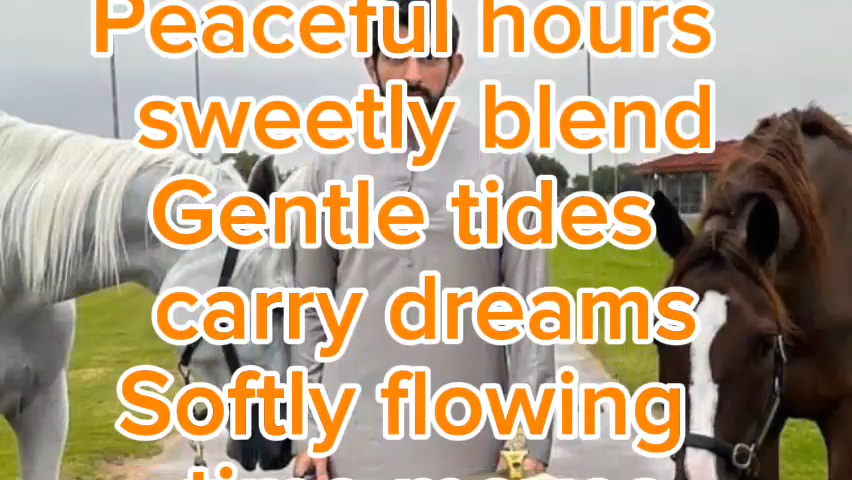 Peaceful hours
sweetly blend
Gentle tides
carry dreams
Softly flowing